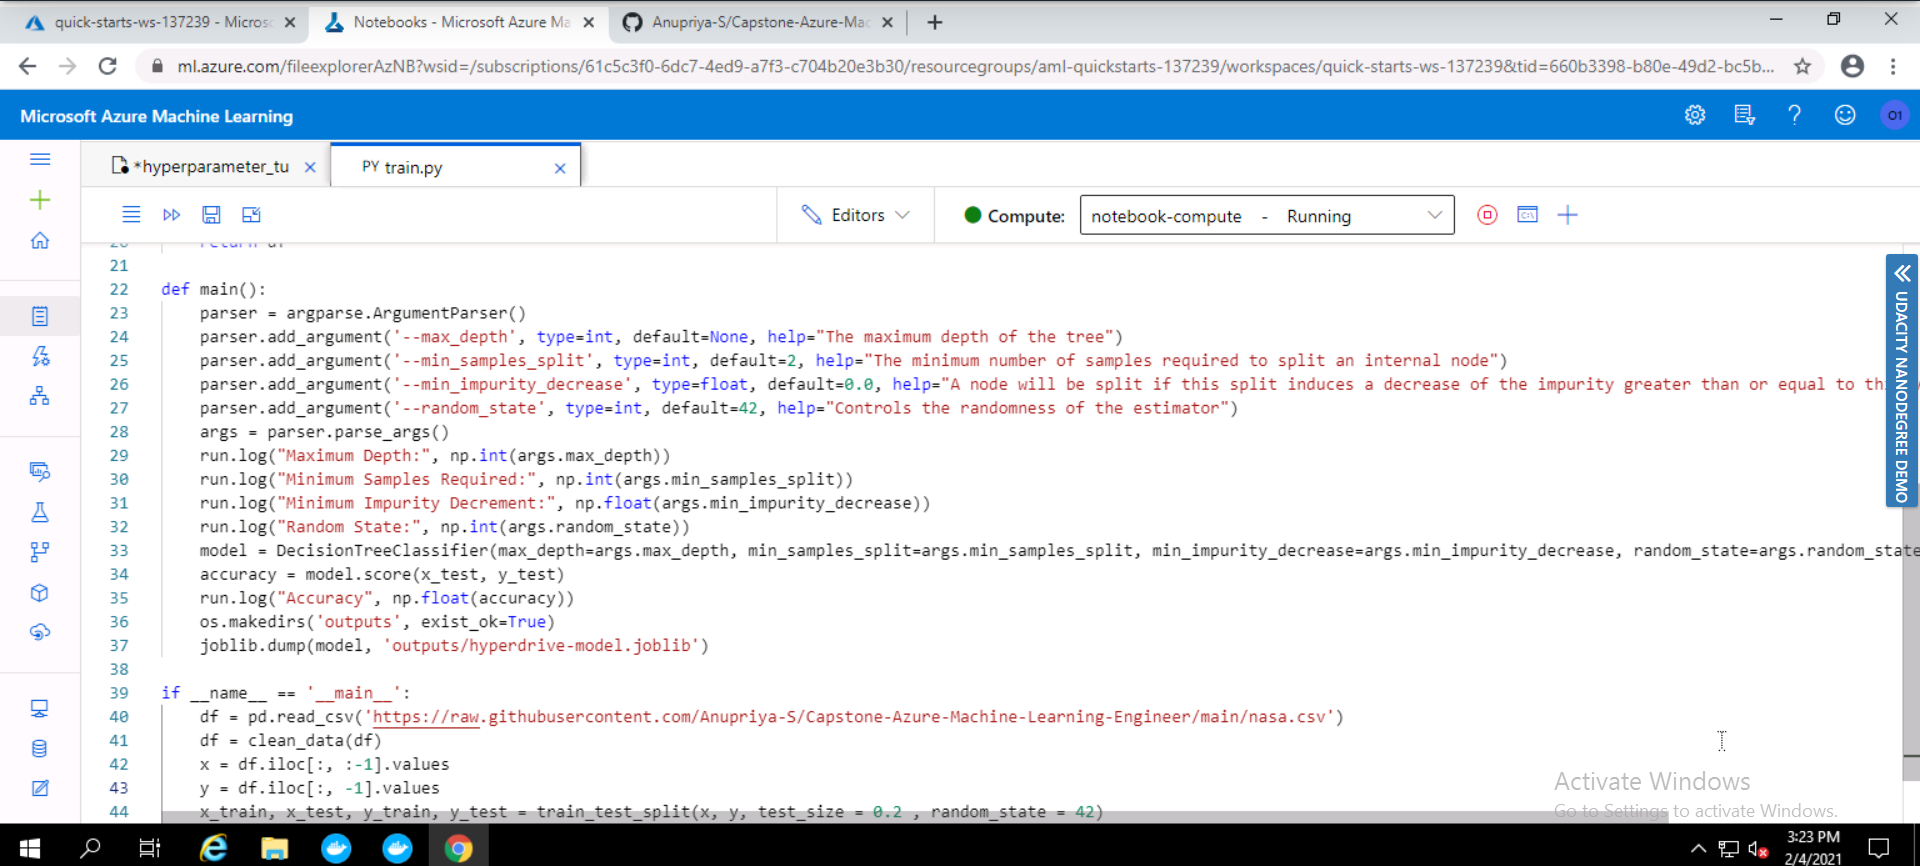 quick-starts-ws-137239 - Micros
Notebooks - Microsoft Azure Ma
Anupriya-S/Capstone-Azure-Mac
ml.azure.com/fileexplorerAzNB?wsid=/subscriptions/61c5c3f0-6dc7-4ed9-a7f3-c704b20e3b30/resourcegroups/aml-quickstarts-137239/workspaces/quick-starts-ws-137239&tid=660b3398-b80e-49d2-bc5b...
Microsoft Azure Machine Learning
O1
*hyperparameter_tu
PY train.py
Editors
Compute:
notebook-compute - Running
20 return df
21
22 def main():
23 parser = argparse.ArgumentParser()
24 parser.add_argument('--max_depth', type=int, default=None, help="The maximum depth of the tree")
25 parser.add_argument('--min_samples_split', type=int, default=2, help="The minimum number of samples required to split an internal node")
26 parser.add_argument('--min_impurity_decrease', type=float, default=0.0, help="A node will be split if this split induces a decrease of the impurity greater than or equal to th
27 parser.add_argument('--random_state', type=int, default=42, help="Controls the randomness of the estimator")
28 args = parser.parse_args()
29 run.log("Maximum Depth:", np.int(args.max_depth))
30 run.log("Minimum Samples Required:", np.int(args.min_samples_split))
31 run.log("Minimum Impurity Decrement:", np.float(args.min_impurity_decrease))
32 run.log("Random State:", np.int(args.random_state))
33 model = DecisionTreeClassifier(max_depth=args.max_depth, min_samples_split=args.min_samples_split, min_impurity_decrease=args.min_impurity_decrease, random_state=args.random_state
34 accuracy = model.score(x_test, y_test)
35 run.log("Accuracy", np.float(accuracy))
36 os.makedirs('outputs', exist_ok=True)
37 joblib.dump(model, 'outputs/hyperdrive-model.joblib')
38
39 if __name__ == '__main__':
40 df = pd.read_csv('https://raw.githubusercontent.com/Anupriya-S/Capstone-Azure-Machine-Learning-Engineer/main/nasa.csv')
41 df = clean_data(df)
42 x = df.iloc[:, :-1].values
43 y = df.iloc[:, -1].values
44 x_train, x_test, y_train, y_test = train_test_split(x, y, test_size = 0.2 , random_state = 42)
UDACITY NANODEGREE DEMO
Activate Windows
Go to Settings to activate Windows.
3:23 PM
2/4/2021